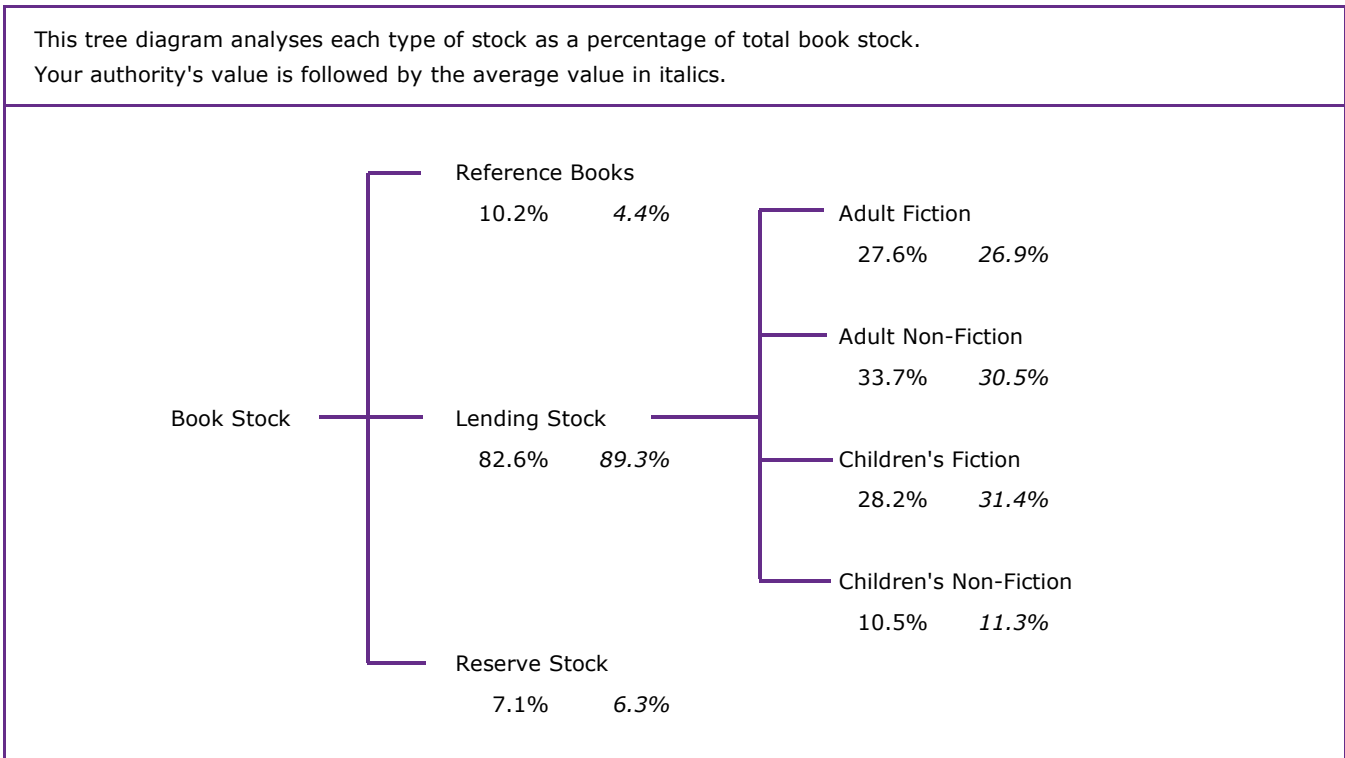 This tree diagram analyses each type of stock as a percentage of total book stock.
Your authority's value is followed by the average value in italics.
Reference Books
10.2% 4.4%
Adult Fiction
27.6% 26.9%
Adult Non-Fiction
33.7% 30.5%
Book Stock
Lending Stock
82.6% 89.3%
Children's Fiction
28.2% 31.4%
Children's Non-Fiction
10.5% 11.3%
Reserve Stock
7.1% 6.3%